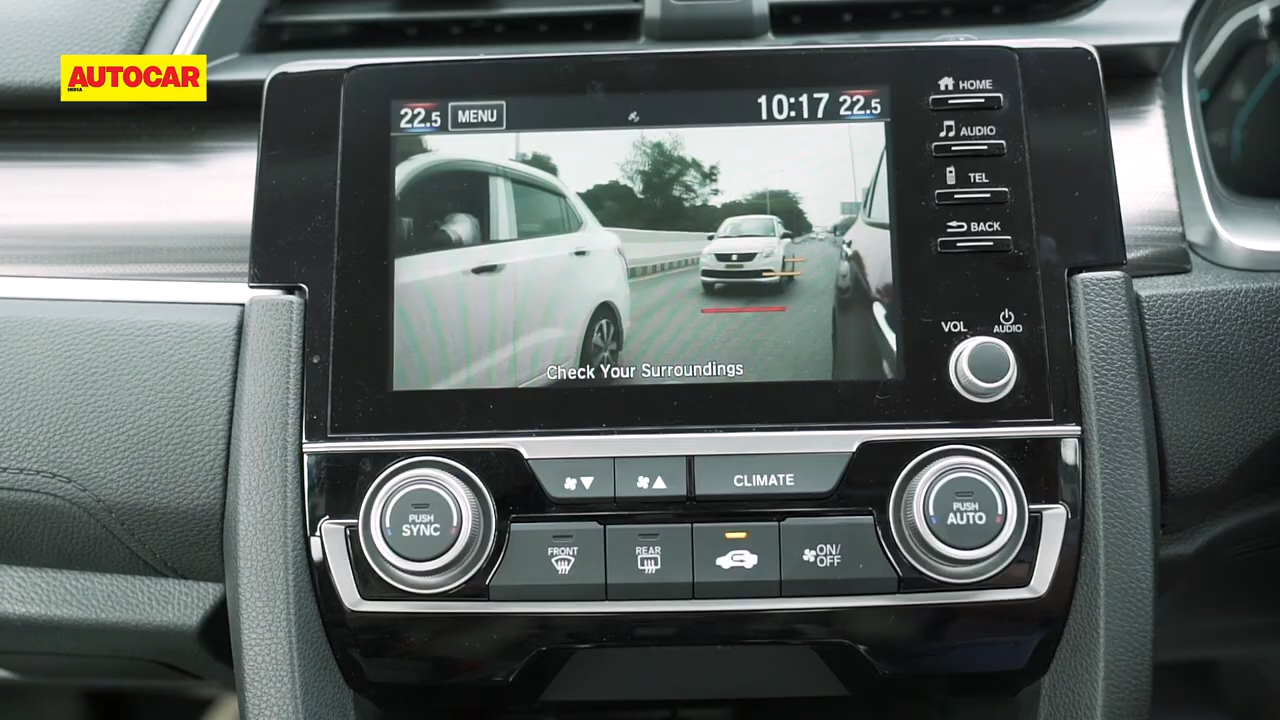 AUTOCAR
INDIA
22.5 MENU 10:17 22.5
Check Your Surroundings
HOME
AUDIO
TEL
BACK
VOL AUDIO
CLIMATE
PUSH
SYNC
FRONT
REAR
ON/
OFF
PUSH
AUTO